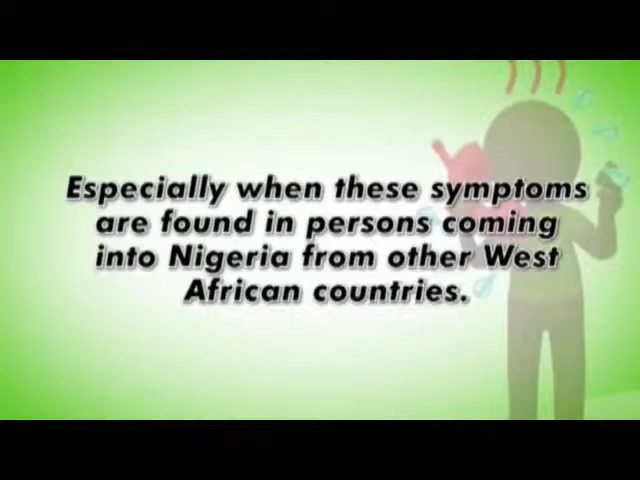 Especially when these symptoms
are found in persons coming
into Nigeria from other West
African countries.